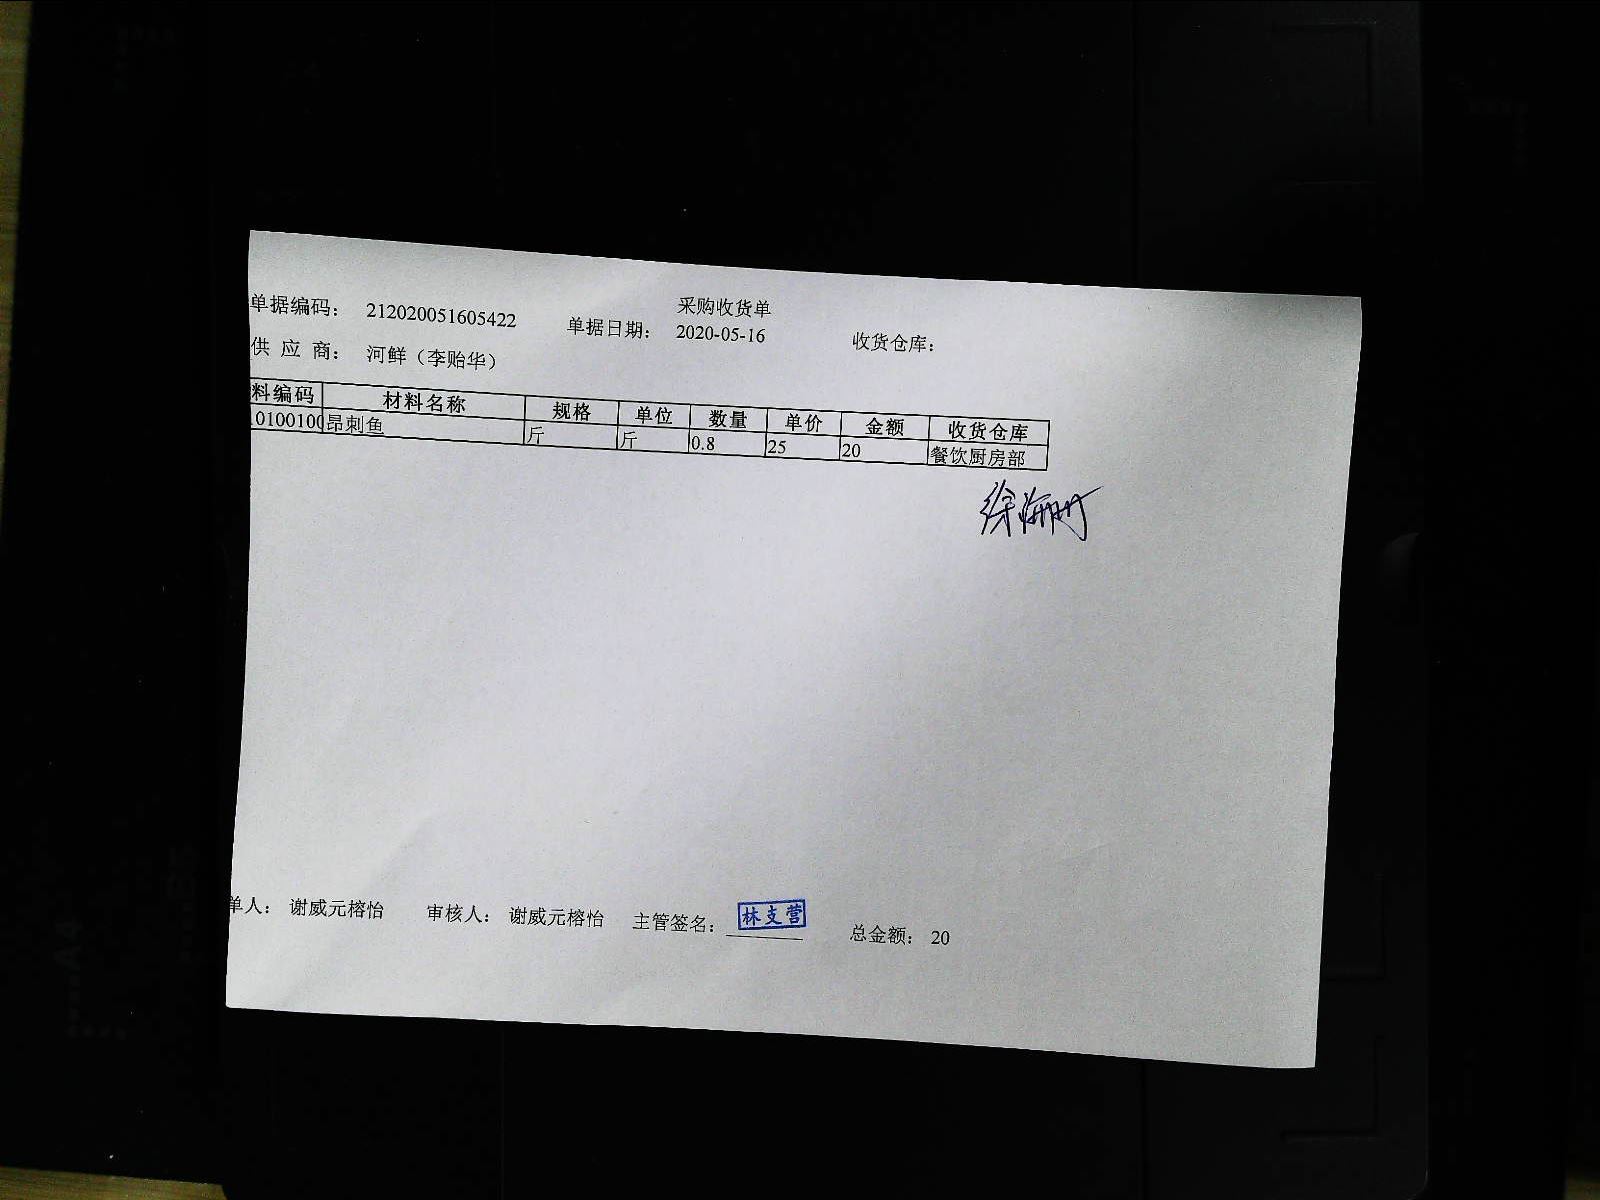 采购收货单
单据编码： 212020051605422 单据日期： 2020-05-16 收货仓库：
供 应 商： 河鲜（李贻华）
料编码 材料名称 规格 单位 数量 单价 金额 收货仓库
0100100 昂刺鱼 斤 斤 0.8 25 20 餐饮厨房部
单人： 谢威元榕怡 审核人： 谢威元榕怡 主管签名： 林支营 总金额： 20